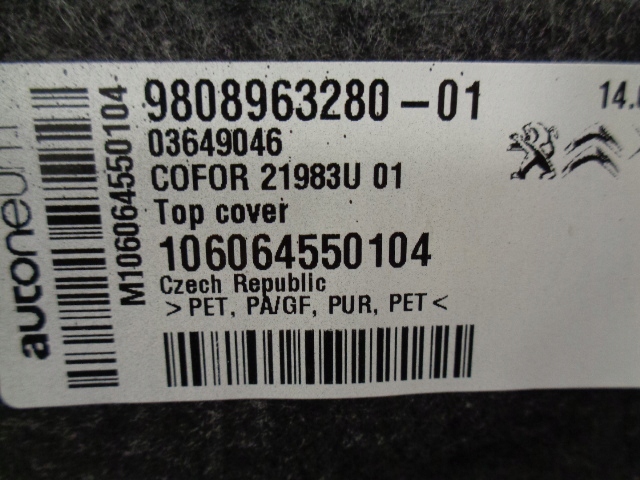 autoneum
M106064550104
9808963280-01
03649046
COFOR 21983U 01
Top cover
106064550104
Czech Republic
>PET, PA/GF, PUR, PET<